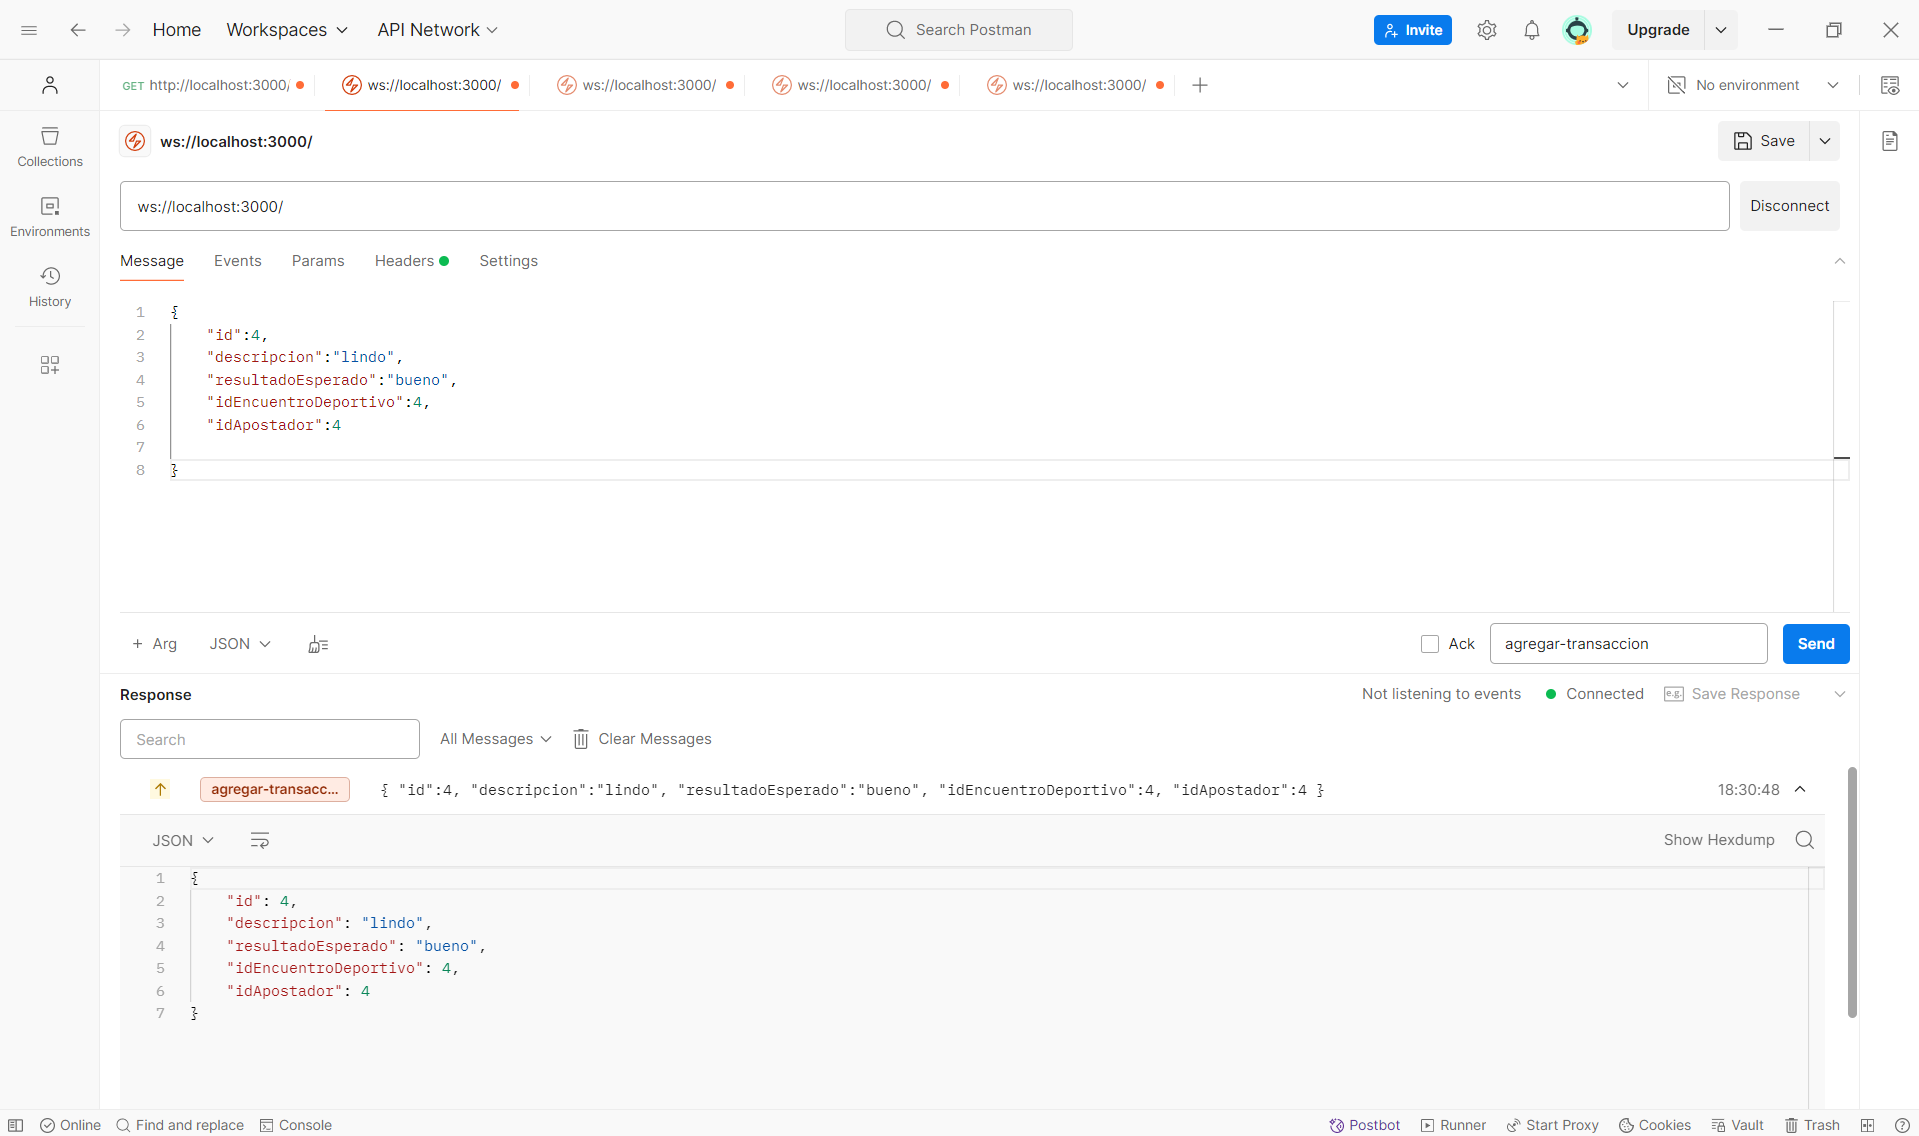 Home Workspaces API Network Search Postman Invite Upgrade
GET http://localhost:3000/ ws://localhost:3000/ ws://localhost:3000/ ws://localhost:3000/ ws://localhost:3000/ No environment
ws://localhost:3000/ Save
Collections
ws://localhost:3000/ Disconnect
Environments
Message Events Params Headers Settings
History
1 {
2 "id":4,
3 "descripcion":"lindo",
4 "resultadoEsperado":"bueno",
5 "idEncuentroDeportivo":4,
6 "idApostador":4
7
8 }
+ Arg JSON Ack agregar-transaccion Send
Response Not listening to events Connected e.g. Save Response
Search All Messages Clear Messages
agregar-transacc... { "id":4, "descripcion":"lindo", "resultadoEsperado":"bueno", "idEncuentroDeportivo":4, "idApostador":4 } 18:30:48
JSON Show Hexdump
1 {
2 "id": 4,
3 "descripcion": "lindo",
4 "resultadoEsperado": "bueno",
5 "idEncuentroDeportivo": 4,
6 "idApostador": 4
7 }
Online Find and replace Console Postbot Runner Start Proxy Cookies Vault Trash